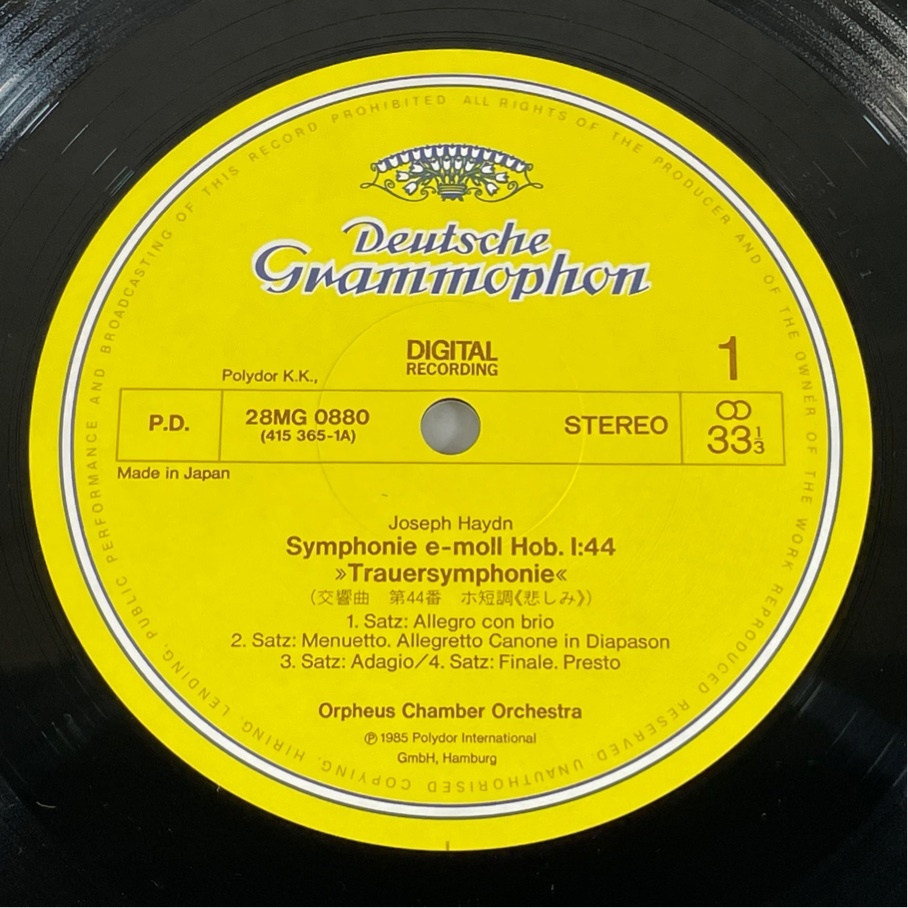 PUBLIC PERFORMANCE AND BROADCASTING OF THIS RECORD PROHIBITED ALL RIGHTS OF THE PRODUCER AND OF THE OWNER OF THE WORK REPRODUCED RESERVED. UNAUTHORISED COPYING. HIRING. LENDING.
Deutsche
Grammophon
DIGITAL
RECORDING
1
Polydor K.K.,
P.D.
28MG 0880
(415 365-1A)
STEREO
33⅓
Made in Japan
Joseph Haydn
Symphonie e-moll Hob. I:44
»Trauersymphonie«
(交響曲 第44番 ホ短調《悲しみ》)
1. Satz: Allegro con brio
2. Satz: Menuetto. Allegretto Canone in Diapason
3. Satz: Adagio/4. Satz: Finale. Presto
Orpheus Chamber Orchestra
℗ 1985 Polydor International
GmbH, Hamburg